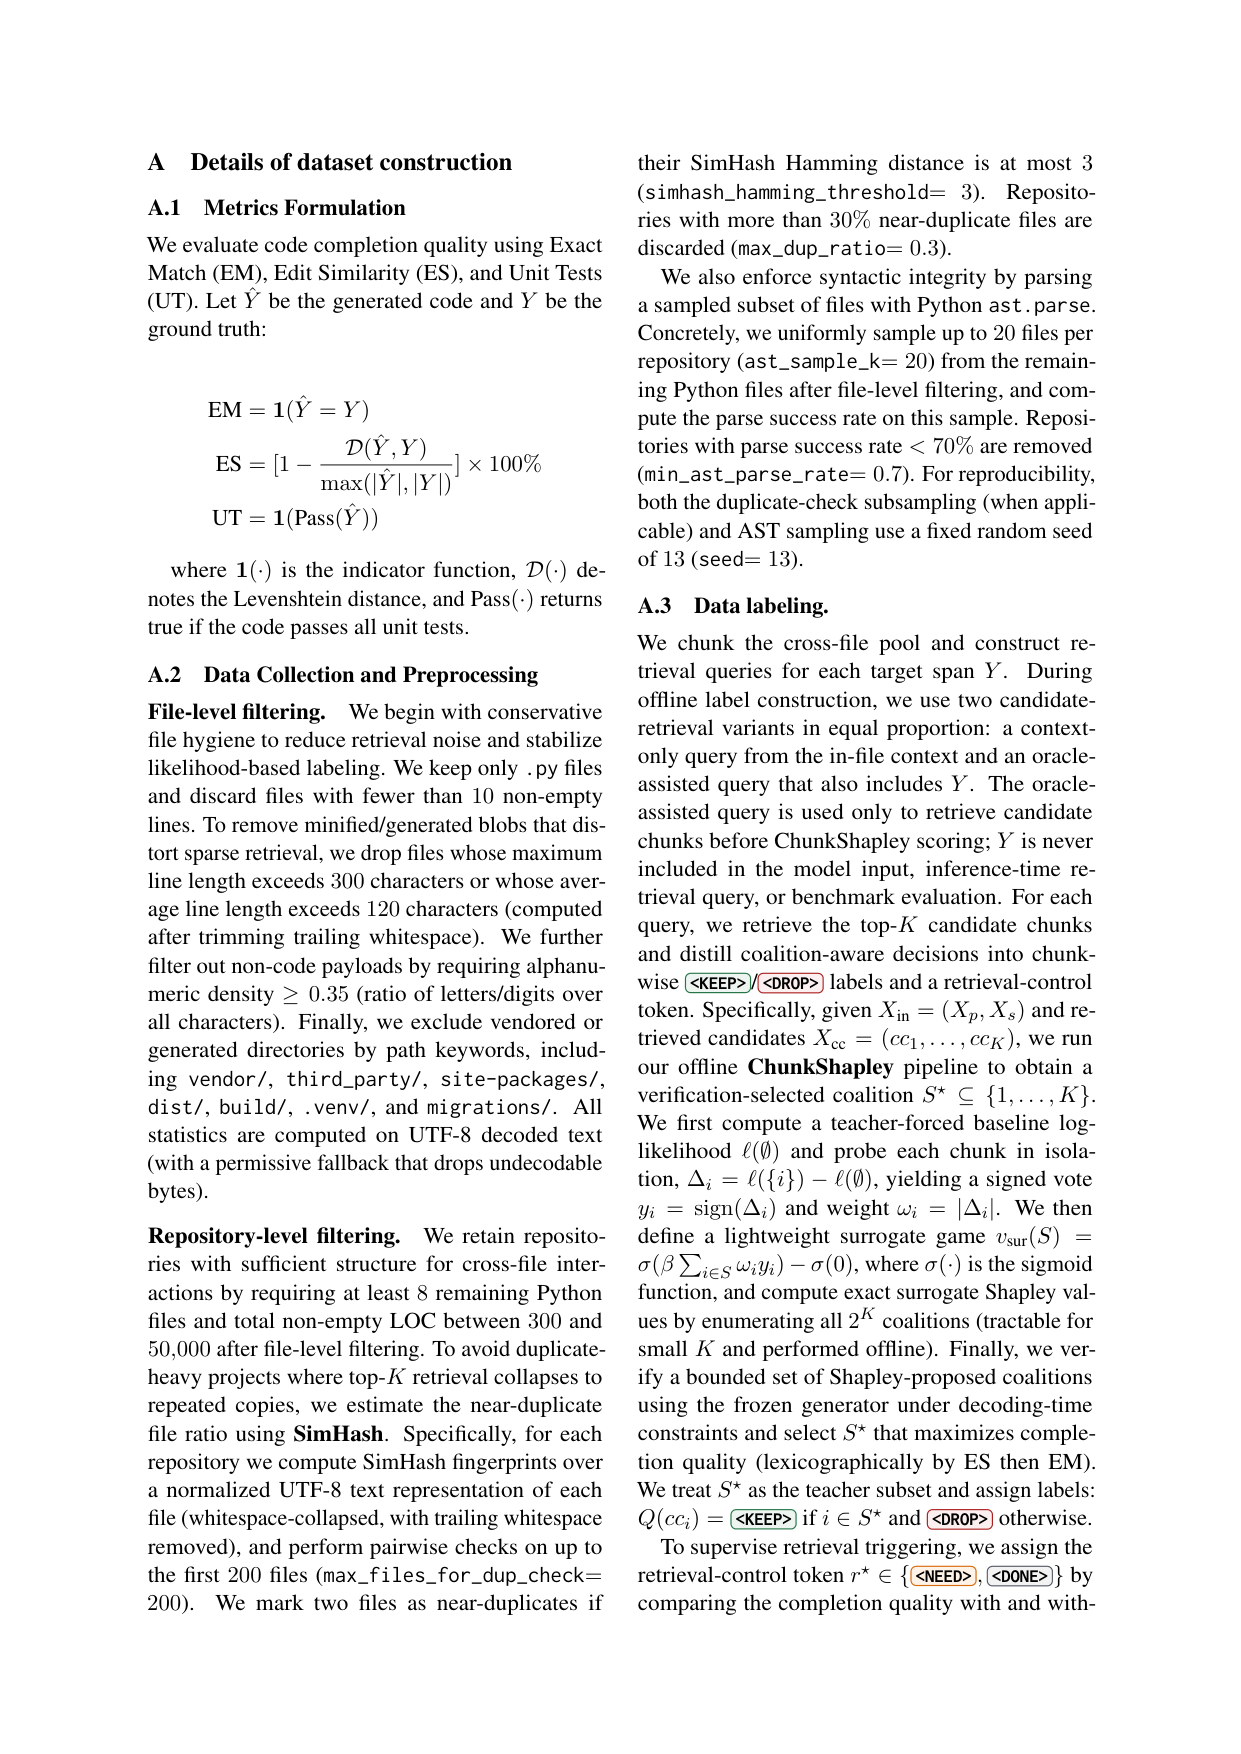 A Details of dataset construction
A.1 Metrics Formulation
We evaluate code completion quality using Exact
Match (EM), Edit Similarity (ES), and Unit Tests
(UT). Let Ŷ be the generated code and Y be the
ground truth:
EM = 1(Ŷ = Y)
ES = [1 − D(Ŷ, Y) / max(|Ŷ|, |Y|)] × 100%
UT = 1(Pass(Ŷ))
where 1(·) is the indicator function, D(·) de-
notes the Levenshtein distance, and Pass(·) returns
true if the code passes all unit tests.
A.2 Data Collection and Preprocessing
File-level filtering. We begin with conservative
file hygiene to reduce retrieval noise and stabilize
likelihood-based labeling. We keep only .py files
and discard files with fewer than 10 non-empty
lines. To remove minified/generated blobs that dis-
tort sparse retrieval, we drop files whose maximum
line length exceeds 300 characters or whose aver-
age line length exceeds 120 characters (computed
after trimming trailing whitespace). We further
filter out non-code payloads by requiring alphanu-
meric density ≥ 0.35 (ratio of letters/digits over
all characters). Finally, we exclude vendored or
generated directories by path keywords, includ-
ing vendor/, third_party/, site-packages/,
dist/, build/, .venv/, and migrations/. All
statistics are computed on UTF-8 decoded text
(with a permissive fallback that drops undecodable
bytes).
Repository-level filtering. We retain reposito-
ries with sufficient structure for cross-file inter-
actions by requiring at least 8 remaining Python
files and total non-empty LOC between 300 and
50,000 after file-level filtering. To avoid duplicate-
heavy projects where top-K retrieval collapses to
repeated copies, we estimate the near-duplicate
file ratio using SimHash. Specifically, for each
repository we compute SimHash fingerprints over
a normalized UTF-8 text representation of each
file (whitespace-collapsed, with trailing whitespace
removed), and perform pairwise checks on up to
the first 200 files (max_files_for_dup_check=
200). We mark two files as near-duplicates if
their SimHash Hamming distance is at most 3
(simhash_hamming_threshold= 3). Reposito-
ries with more than 30% near-duplicate files are
discarded (max_dup_ratio= 0.3).
We also enforce syntactic integrity by parsing
a sampled subset of files with Python ast.parse.
Concretely, we uniformly sample up to 20 files per
repository (ast_sample_k= 20) from the remain-
ing Python files after file-level filtering, and com-
pute the parse success rate on this sample. Reposi-
tories with parse success rate < 70% are removed
(min_ast_parse_rate= 0.7). For reproducibility,
both the duplicate-check subsampling (when appli-
cable) and AST sampling use a fixed random seed
of 13 (seed= 13).
A.3 Data labeling.
We chunk the cross-file pool and construct re-
trieval queries for each target span Y. During
offline label construction, we use two candidate-
retrieval variants in equal proportion: a context-
only query from the in-file context and an oracle-
assisted query that also includes Y. The oracle-
assisted query is used only to retrieve candidate
chunks before ChunkShapley scoring; Y is never
included in the model input, inference-time re-
trieval query, or benchmark evaluation. For each
query, we retrieve the top-K candidate chunks
and distill coalition-aware decisions into chunk-
wise <KEEP>/<DROP> labels and a retrieval-control
token. Specifically, given X_in = (X_p, X_s) and re-
trieved candidates X_cc = (cc_1, . . . , cc_K), we run
our offline ChunkShapley pipeline to obtain a
verification-selected coalition S⋆ ⊆ {1, . . . , K}.
We first compute a teacher-forced baseline log-
likelihood ℓ(∅) and probe each chunk in isola-
tion, Δ_i = ℓ({i}) − ℓ(∅), yielding a signed vote
y_i = sign(Δ_i) and weight ω_i = |Δ_i|. We then
define a lightweight surrogate game v_sur(S) =
σ(β ∑_{i∈S} ω_i y_i) − σ(0), where σ(·) is the sigmoid
function, and compute exact surrogate Shapley val-
ues by enumerating all 2^K coalitions (tractable for
small K and performed offline). Finally, we ver-
ify a bounded set of Shapley-proposed coalitions
using the frozen generator under decoding-time
constraints and select S⋆ that maximizes comple-
tion quality (lexicographically by ES then EM).
We treat S⋆ as the teacher subset and assign labels:
Q(cc_i) = <KEEP> if i ∈ S⋆ and <DROP> otherwise.
To supervise retrieval triggering, we assign the
retrieval-control token r⋆ ∈ {<NEED>, <DONE>} by
comparing the completion quality with and with-